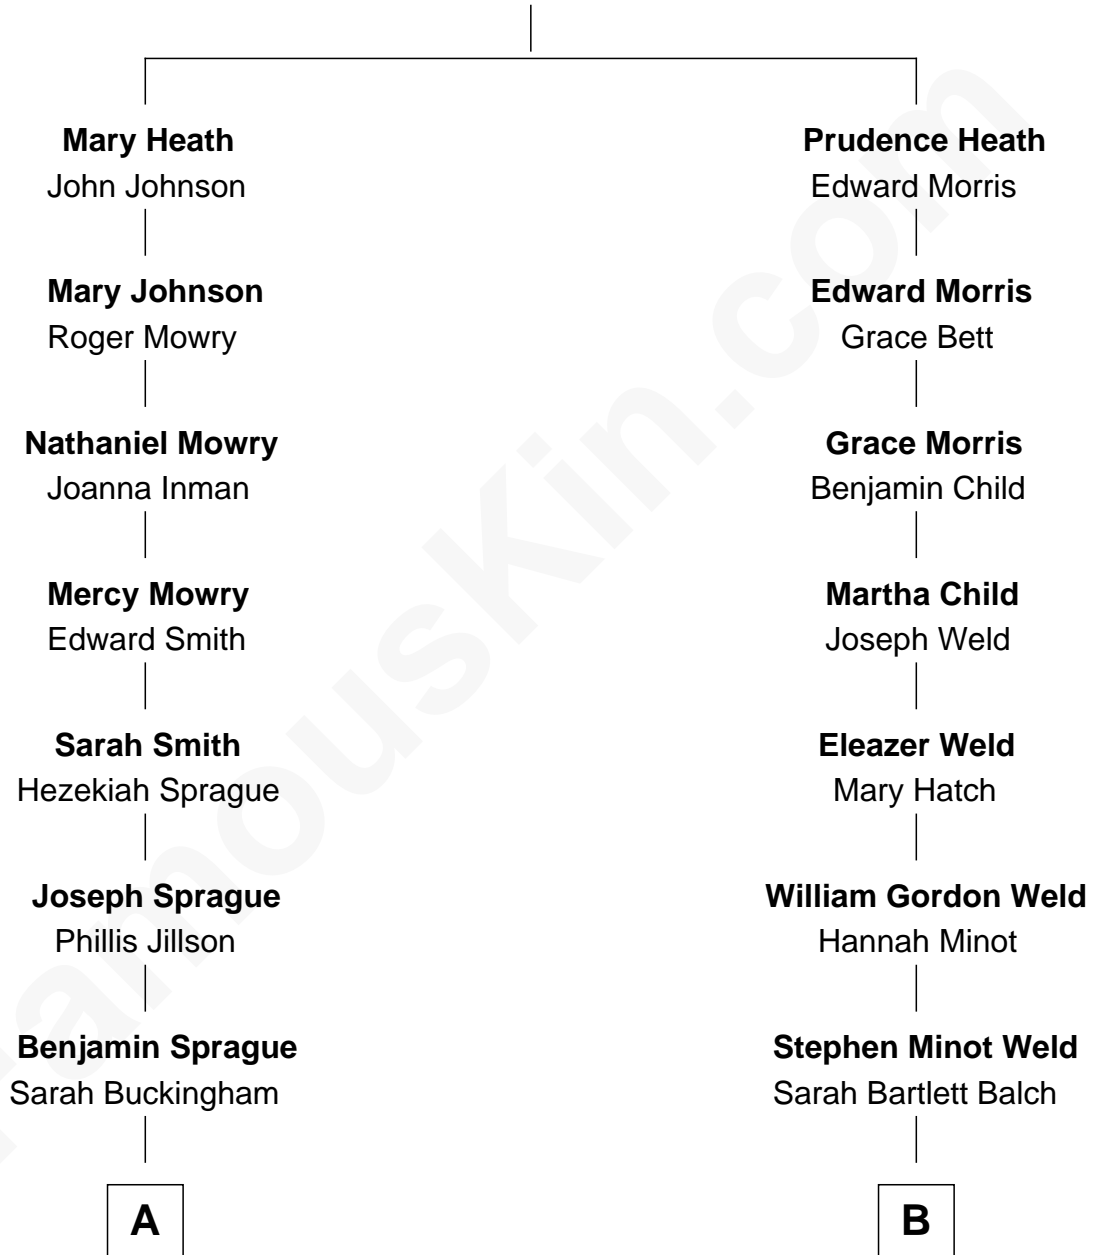 Mary Heath
John Johnson
Mary Johnson
Roger Mowry
Nathaniel Mowry
Joanna Inman
Mercy Mowry
Edward Smith
Sarah Smith
Hezekiah Sprague
Joseph Sprague
Phillis Jillson
Benjamin Sprague
Sarah Buckingham
A
Prudence Heath
Edward Morris
Edward Morris
Grace Bett
Grace Morris
Benjamin Child
Martha Child
Joseph Weld
Eleazer Weld
Mary Hatch
William Gordon Weld
Hannah Minot
Stephen Minot Weld
Sarah Bartlett Balch
B
FamousKin.com